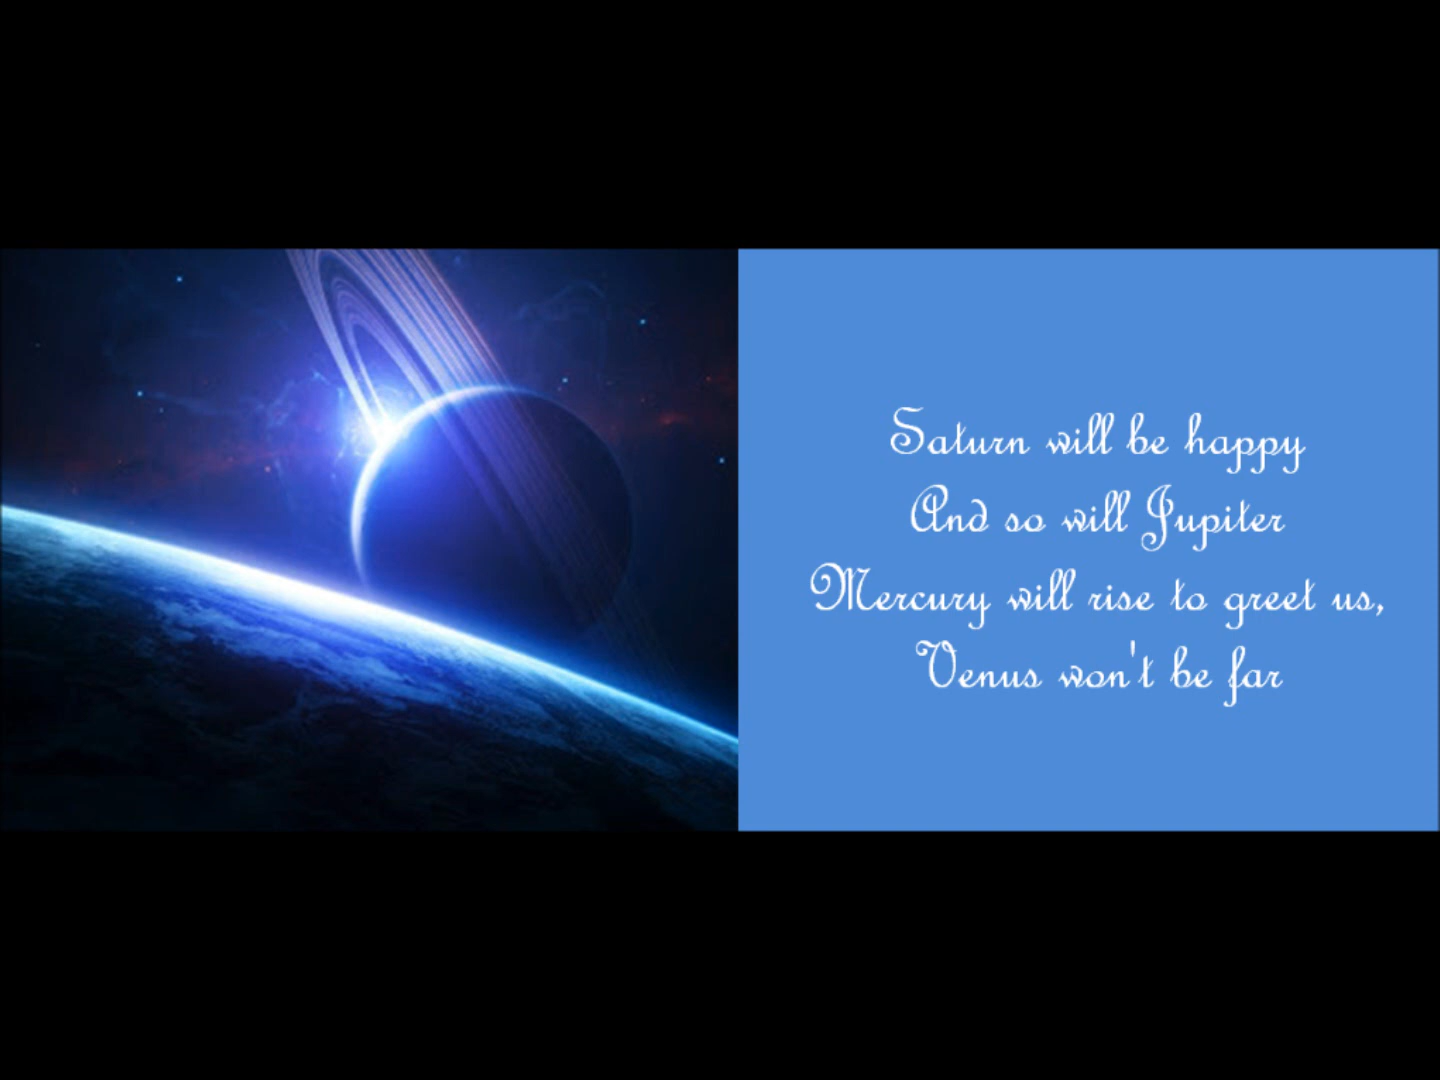 Saturn will be happy
And so will Jupiter
Mercury will rise to greet us,
Venus won't be far